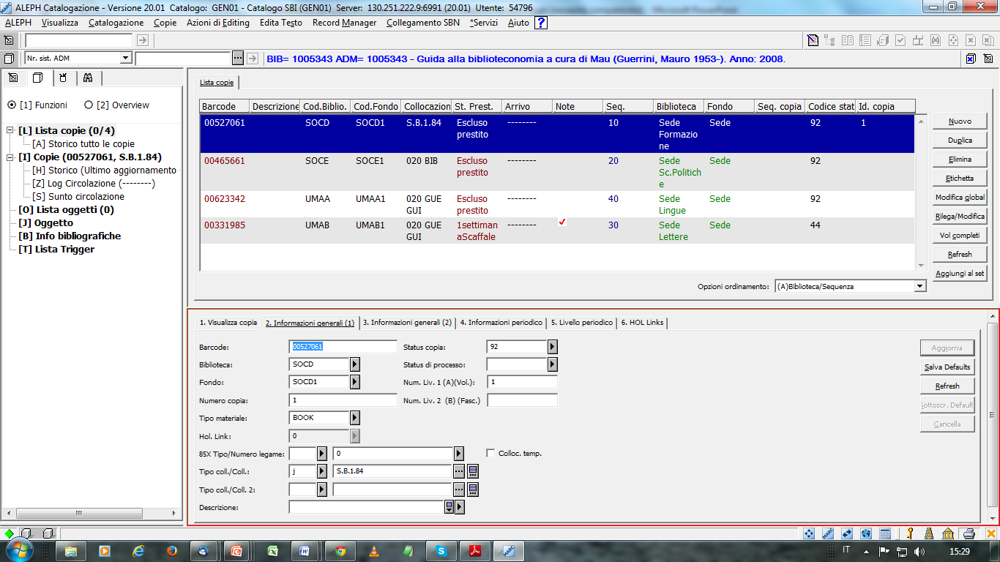 ALEPH Catalogazione - Versione 20.01 Catalogo: GEN01 - Catalogo SBI (GEN01) Server: 130.251.222.9:6991 (20.01) Utente: 54796
ALEPH Visualizza Catalogazione Copie Azioni di Editing Edita Testo Record Manager Collegamento SBN *Servizi Aiuto ?
Nr. sist. ADM
BIB= 1005343 ADM= 1005343 - Guida alla biblioteconomia a cura di Mau (Guerrini, Mauro 1953-). Anno: 2008.
[1] Funzioni [2] Overview
[L] Lista copie (0/4)
[A] Storico tutto le copie
[I] Copie (00527061, S.B.1.84)
[H] Storico (Ultimo aggornamento
[Z] Log Circolazione (--------)
[S] Sunto circolazione
[O] Lista oggetti (0)
[J] Oggetto
[B] Info bibliografiche
[T] Lista Trigger
Lista copie
Barcode Descrizione Cod.Biblio. Cod.Fondo Collocazion St. Prest. Arrivo Note Seq. Biblioteca Fondo Seq. copia Codice stat Id. copia
00527061 SOCD SOCD1 S.B.1.84 Escluso -------- 10 Sede Sede 92 1
prestito Formazio
ne
00465661 SOCE SOCE1 020 BIB Escluso -------- 20 Sede Sede 92
prestito Sc.Politich
e
00623342 UMAA UMAA1 020 GUE Escluso -------- 40 Sede Sede 92
GUI prestito Lingue
00331985 UMAB UMAB1 020 GUE 1settiman -------- 30 Sede Sede 44
GUI aScaffale Lettere
Nuovo
Duplica
Elimina
Etichetta
Modifica global
Rilega/Modifica
Vol completi
Refresh
Aggiungi al set
Opzioni ordinamento: (A)Biblioteca/Sequenza
1. Visualizza copia 2. Informazioni generali (1) 3. Informazioni generali (2) 4. Informazioni periodico 5. Livello periodico 6. HOL Links
Barcode: 00527061 Status copia: 92
Biblioteca: SOCD Status di processo:
Fondo: SOCD1 Num. Liv. 1 (A)(Vol.): 1
Numero copia: 1 Num. Liv. 2 (B) (Fasc.)
Tipo materiale: BOOK
Hol. Link: 0
85X Tipo/Numero legame: 0 Colloc. temp.
Tipo coll./Coll.: j S.B.1.84
Tipo coll./Coll. 2:
Descrizione:
Aggiorna
Salva Defaults
Refresh
Sottoscr. Default
Cancella
IT 15:29